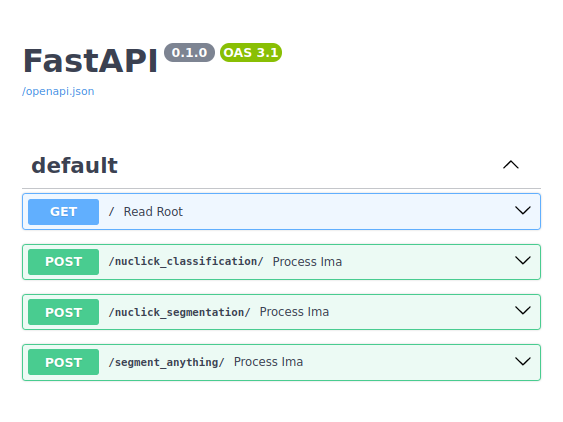 FastAPI 0.1.0 OAS 3.1
/openapi.json
default
GET / Read Root
POST /nuclick_classification/ Process Ima
POST /nuclick_segmentation/ Process Ima
POST /segment_anything/ Process Ima